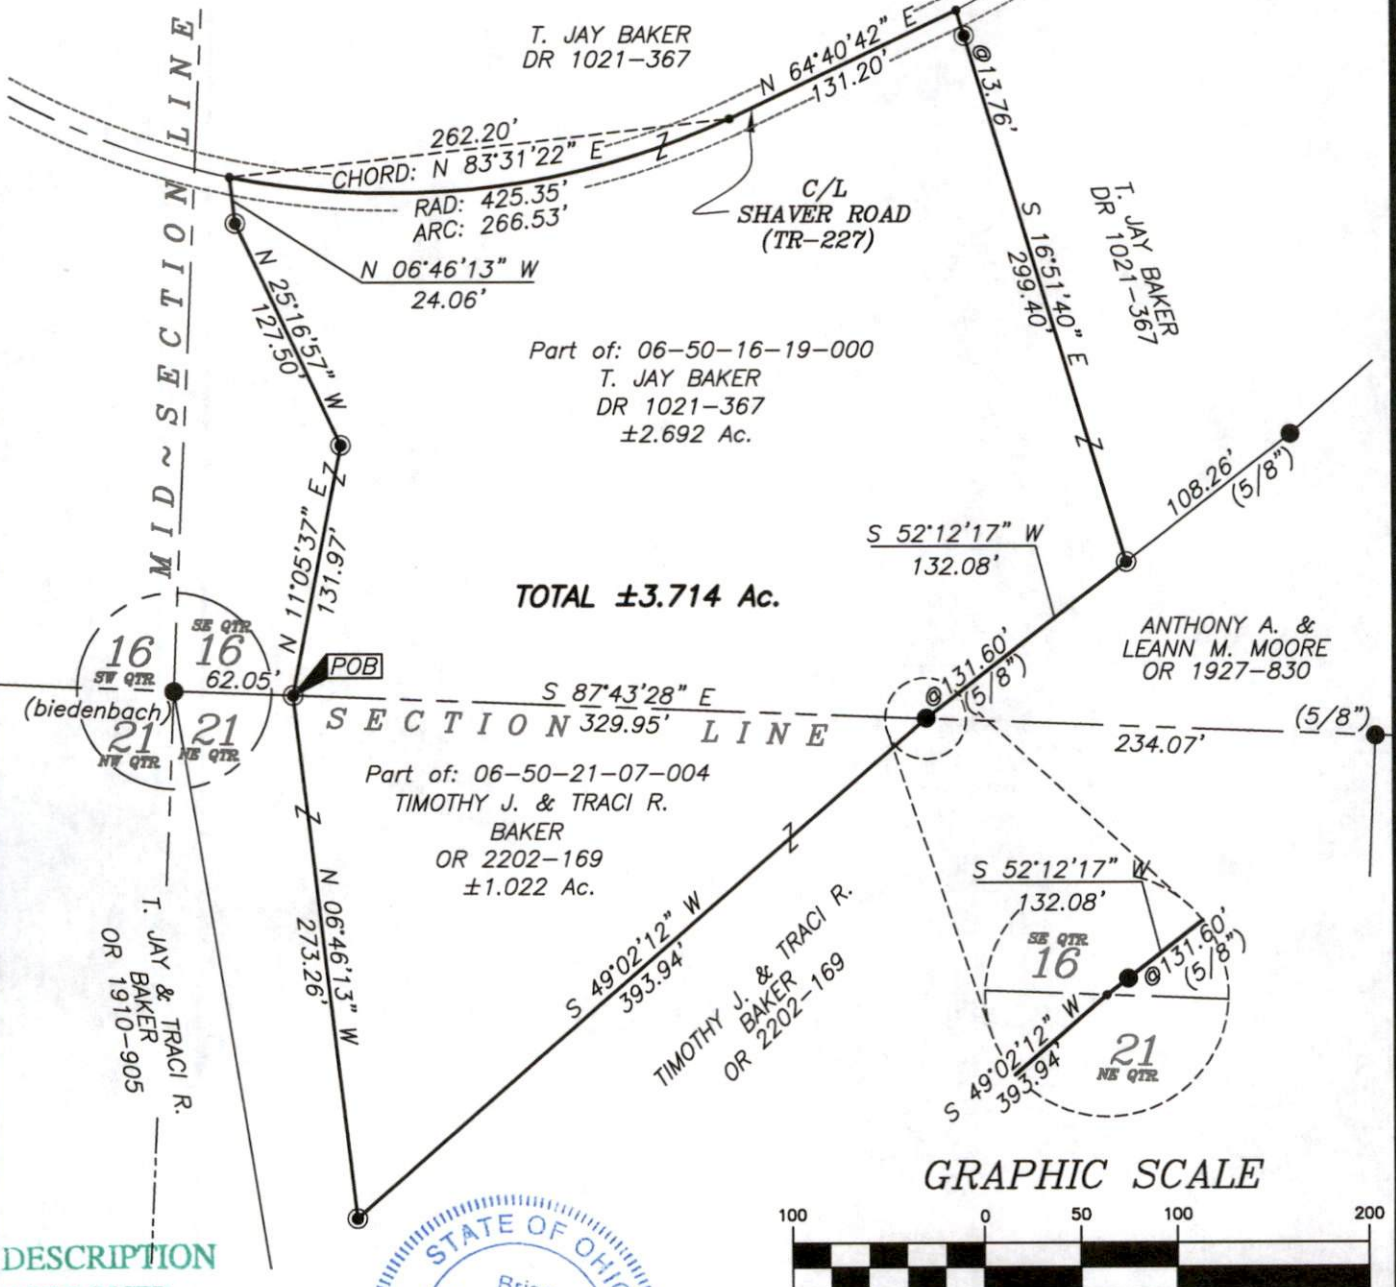 T. JAY BAKER
DR 1021-367
N 64°40'42" E
131.20'
@13.76'
MID~SECTION LINE
262.20'
CHORD: N 83°31'22" E
RAD: 425.35'
ARC: 266.53'
C/L
SHAVER ROAD
(TR-227)
N 06°46'13" W
24.06'
N 25°16'57" W
127.50'
S 16°51'40" E
299.40'
T. JAY BAKER
DR 1021-367
Part of: 06-50-16-19-000
T. JAY BAKER
DR 1021-367
±2.692 Ac.
108.26'
(5/8")
N 11°05'37" E
131.97'
S 52°12'17" W
132.08'
TOTAL ±3.714 Ac.
@131.60'
(5/8")
ANTHONY A. &
LEANN M. MOORE
OR 1927-830
16
SW QTR
SE QTR
16
62.05'
POB
(biedenbach)
21
NW QTR
21
NE QTR
S 87°43'28" E
SECTION LINE
329.95'
(5/8")
234.07'
Part of: 06-50-21-07-004
TIMOTHY J. & TRACI R.
BAKER
OR 2202-169
±1.022 Ac.
N 06°46'13" W
273.26'
T. JAY & TRACI R.
BAKER
OR 1910-905
S 49°02'12" W
393.94'
TIMOTHY J. & TRACI R.
BAKER
OR 2202-169
S 52°12'17" W
132.08'
SE QTR
16
@131.60'
(5/8")
21
NE QTR
S 49°02'12" W
393.94'
GRAPHIC SCALE
100 0 50 100 200
DESCRIPTION
STATE OF OHIO